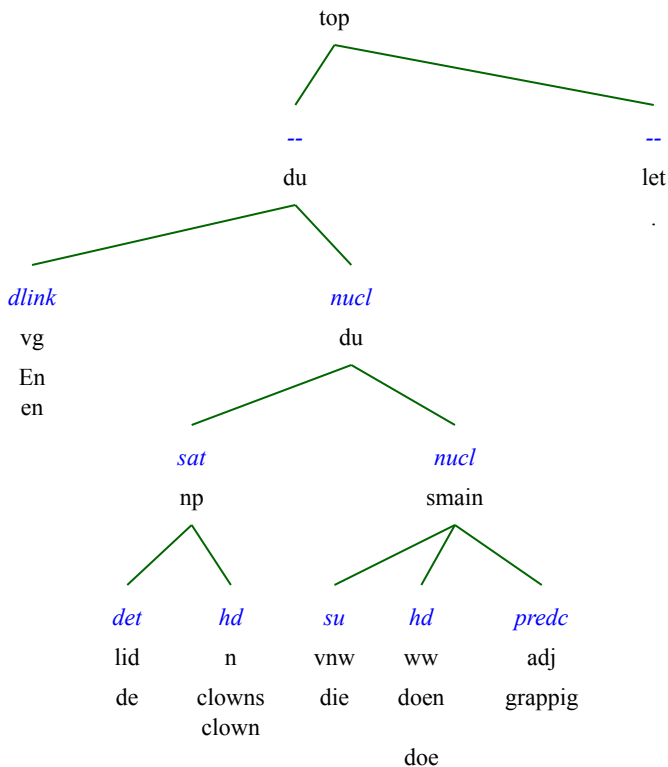 top
-- --
du let
.
dlink nucl
vg du
En
en
sat nucl
np smain
det hd su hd predc
lid n vnw ww adj
de clowns die doen grappig
clown
doe